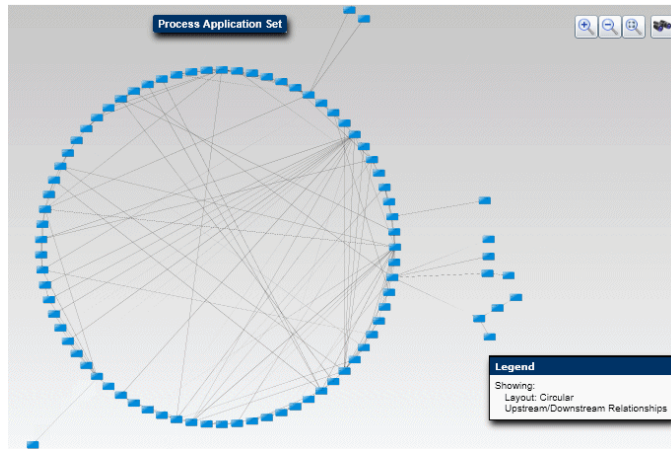 Process Application Set
Legend
Showing:
Layout: Circular
Upstream/Downstream Relationships